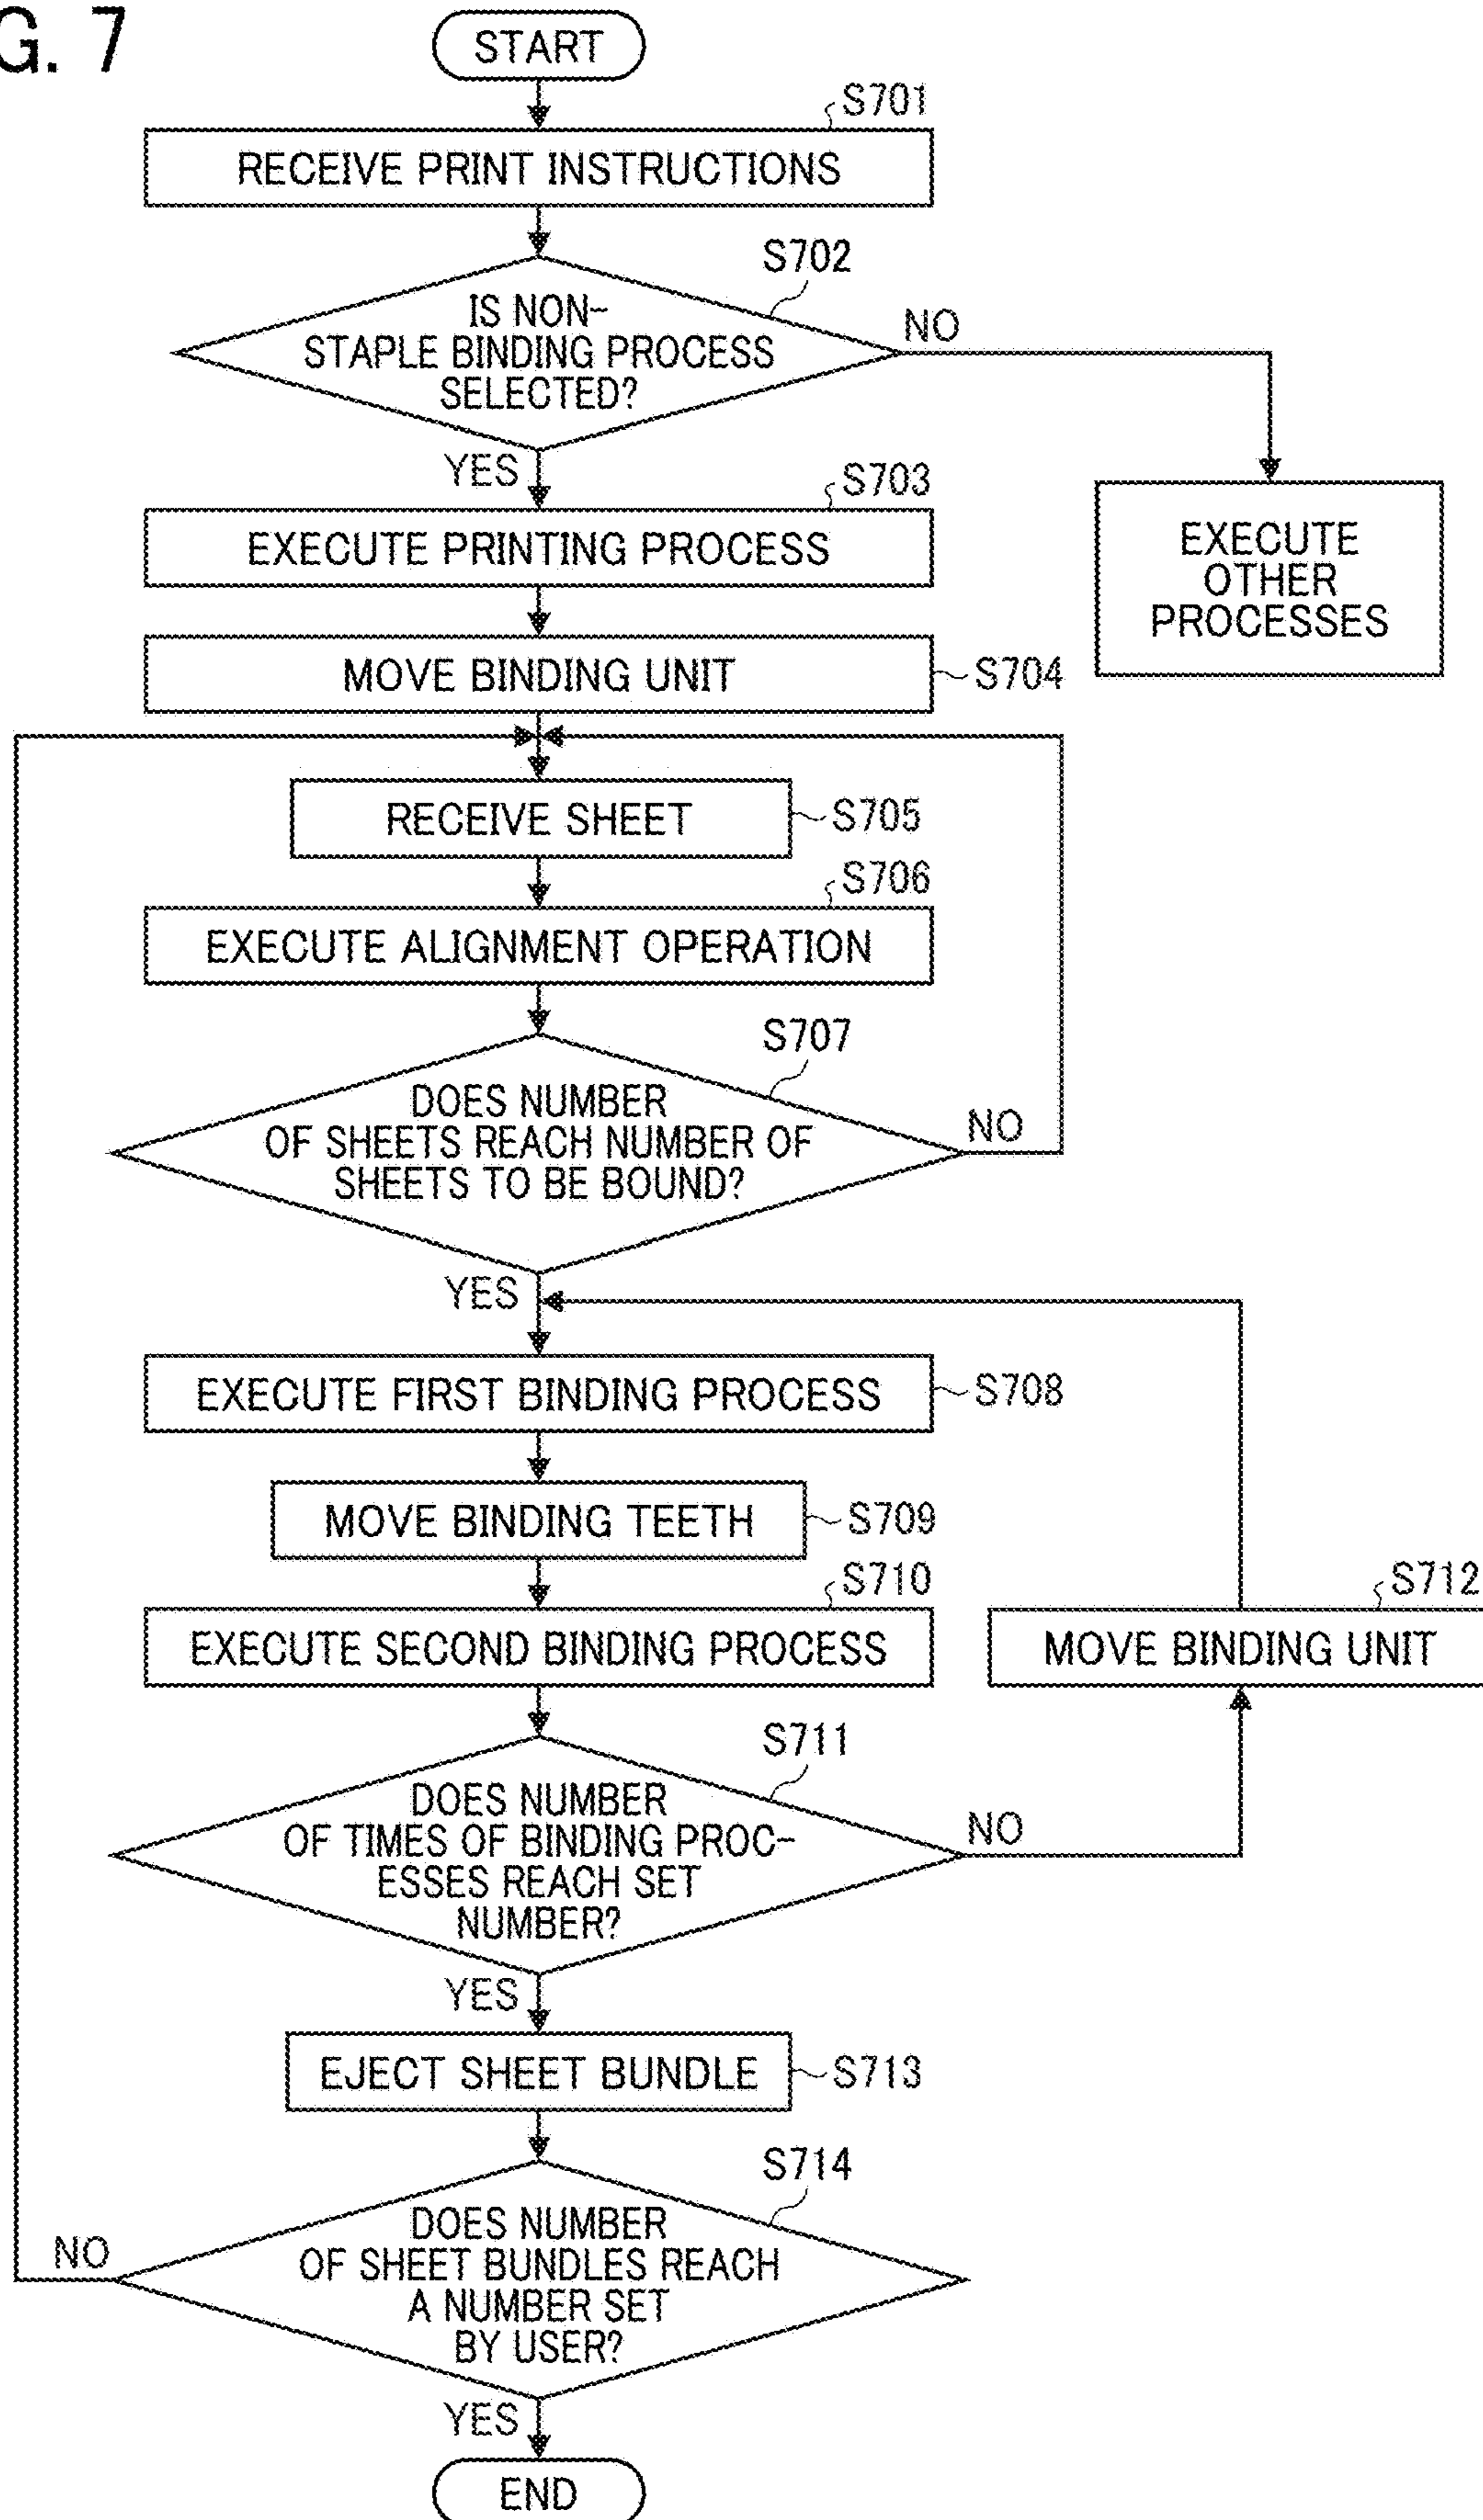 G. 7
START
S701
RECEIVE PRINT INSTRUCTIONS
S702
IS NON-
STAPLE BINDING PROCESS
SELECTED?
NO
YES
S703
EXECUTE PRINTING PROCESS
EXECUTE
OTHER
PROCESSES
MOVE BINDING UNIT
S704
RECEIVE SHEET
S705
S706
EXECUTE ALIGNMENT OPERATION
S707
DOES NUMBER
OF SHEETS REACH NUMBER OF
SHEETS TO BE BOUND?
NO
YES
EXECUTE FIRST BINDING PROCESS
S708
MOVE BINDING TEETH
S709
S710
EXECUTE SECOND BINDING PROCESS
S712
MOVE BINDING UNIT
S711
DOES NUMBER
OF TIMES OF BINDING PROC-
ESSES REACH SET
NUMBER?
NO
YES
EJECT SHEET BUNDLE
S713
S714
DOES NUMBER
OF SHEET BUNDLES REACH
A NUMBER SET
BY USER?
NO
YES
END